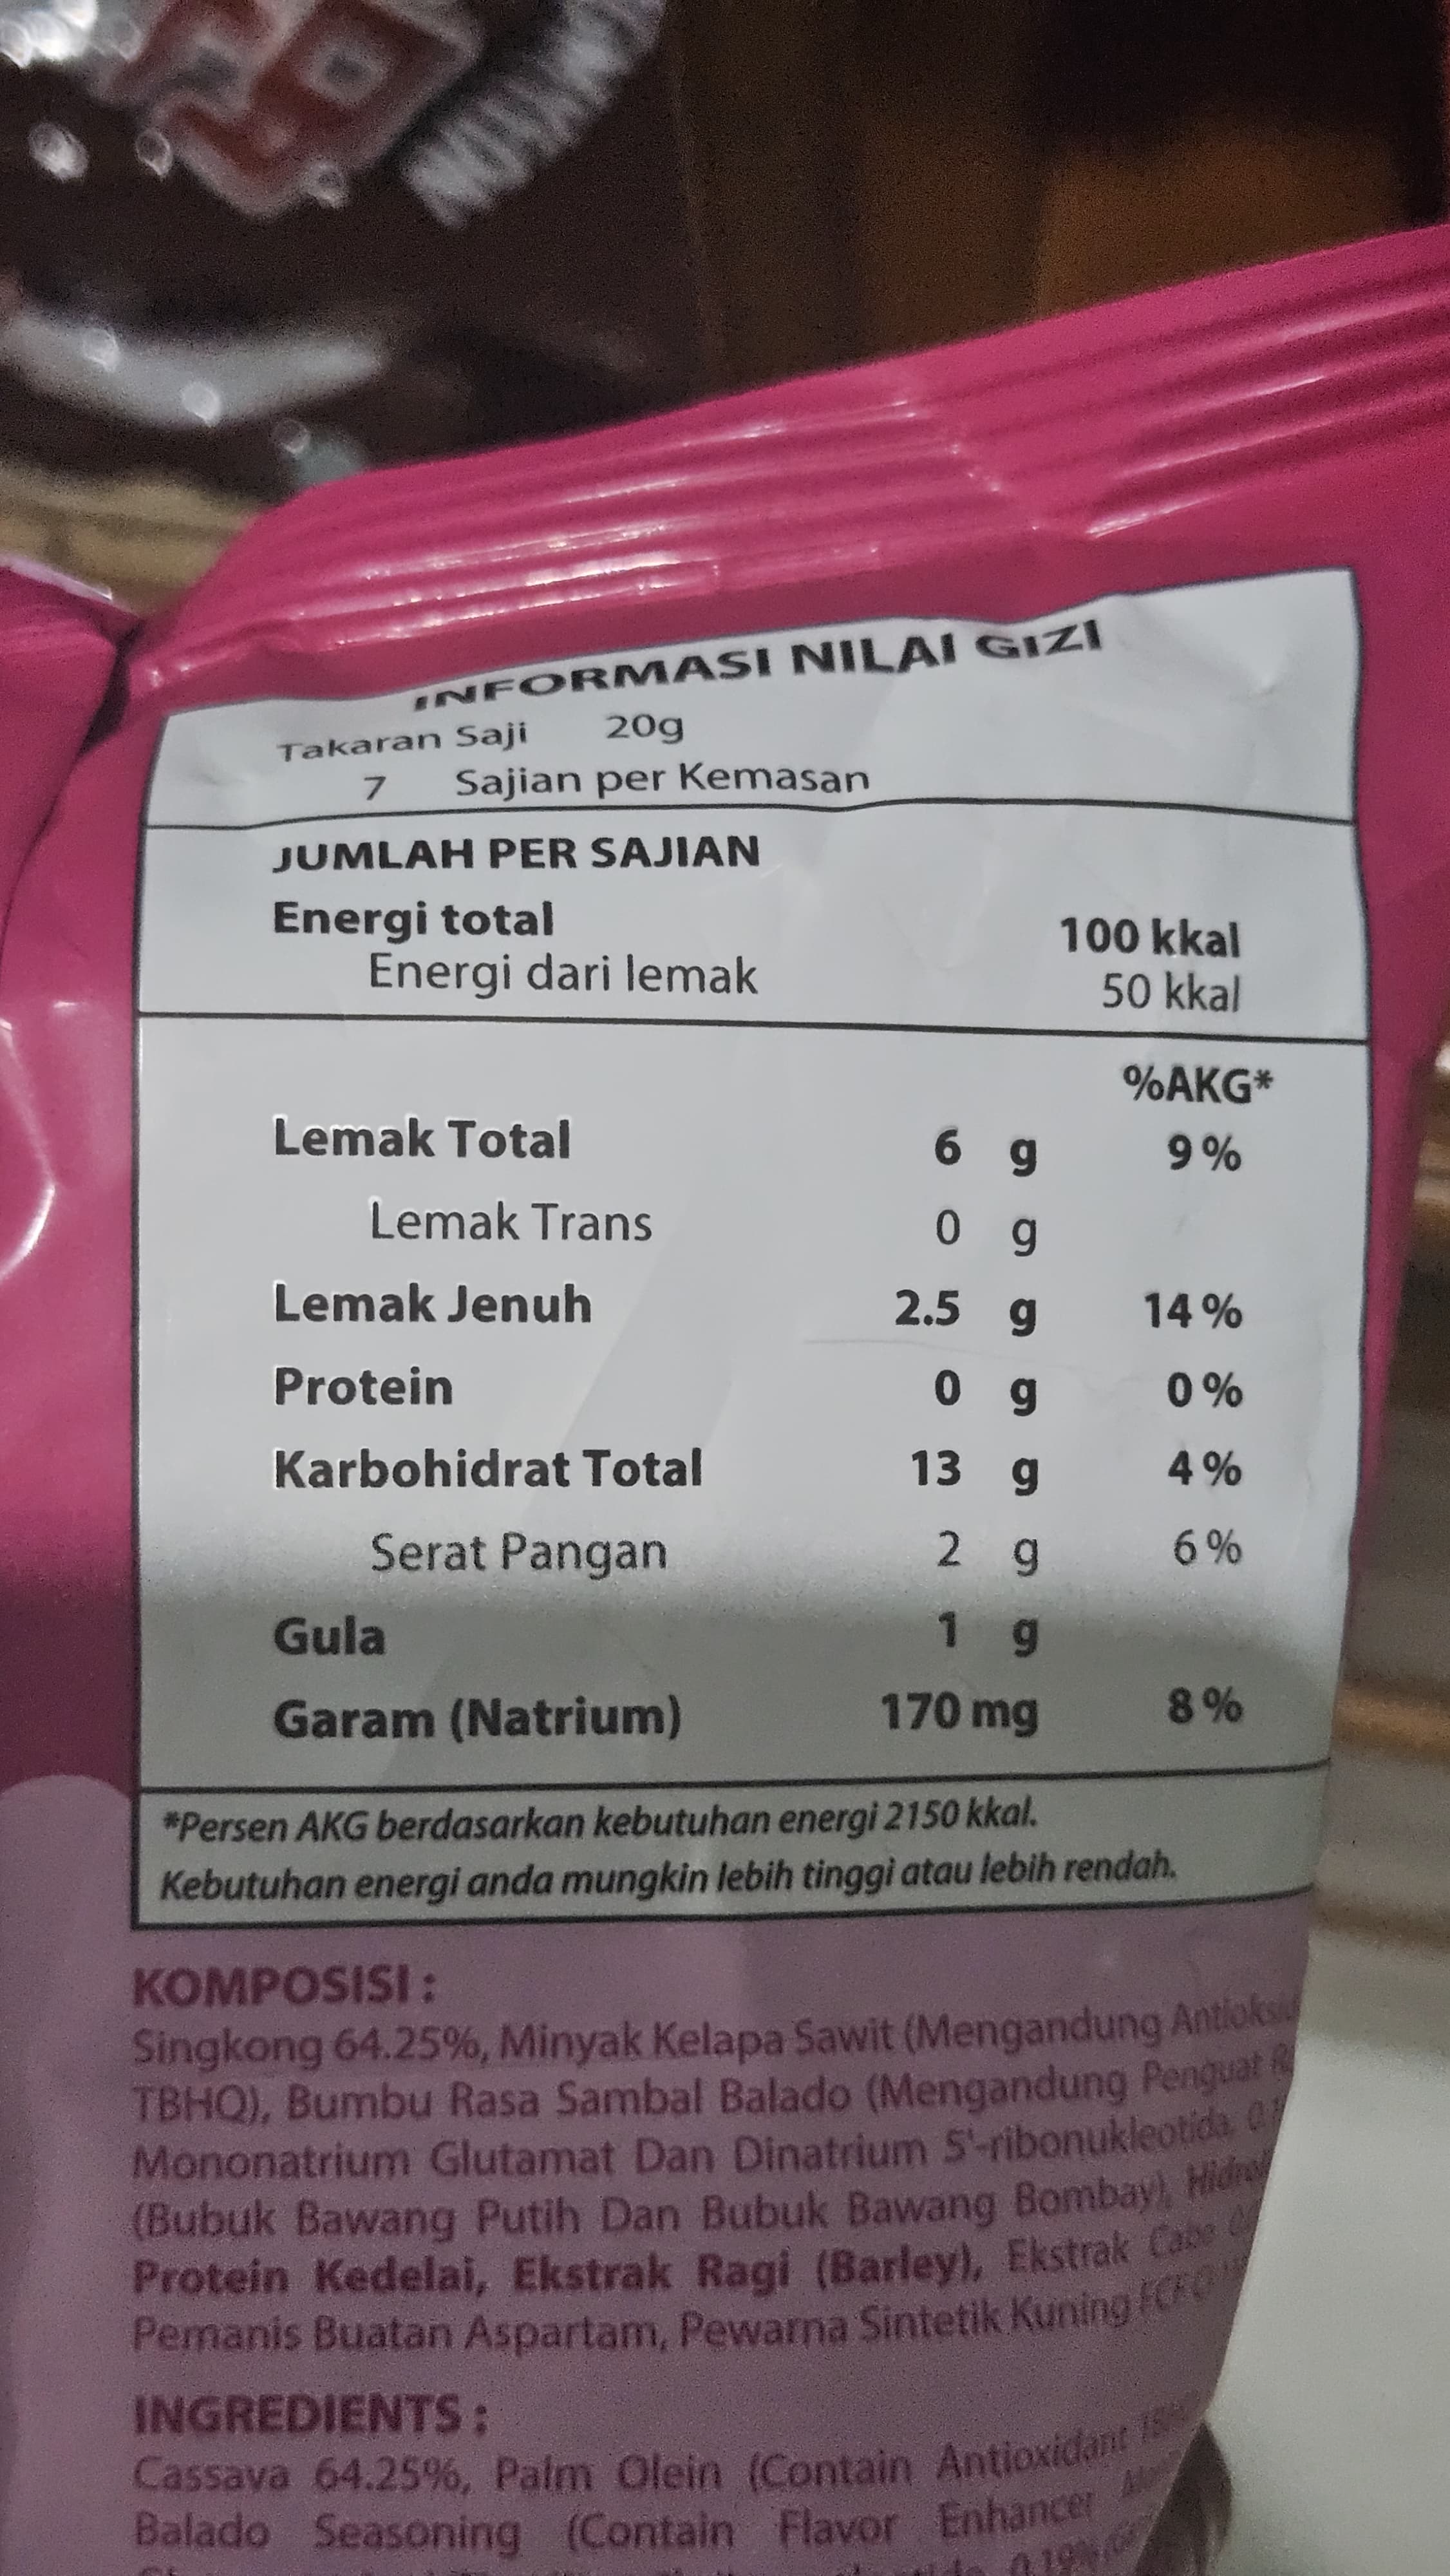 INFORMASI NILAI GIZI
Takaran Saji 20g
7 Sajian per Kemasan
JUMLAH PER SAJIAN
Energi total 100 kkal
Energi dari lemak 50 kkal
%AKG*
Lemak Total 6 g 9%
Lemak Trans 0 g
Lemak Jenuh 2.5 g 14%
Protein 0 g 0%
Karbohidrat Total 13 g 4%
Serat Pangan 2 g 6%
Gula 1 g
Garam (Natrium) 170 mg 8%
*Persen AKG berdasarkan kebutuhan energi 2150 kkal.
Kebutuhan energi anda mungkin lebih tinggi atau lebih rendah.
KOMPOSISI :
Singkong 64.25%, Minyak Kelapa Sawit (Mengandung
TBHQ), Bumbu Rasa Sambal Balado (Mengandung Penguat
Mononatrium Glutamat Dan Dinatrium 5'-ribonukleotida,
(Bubuk Bawang Putih Dan Bubuk Bawang Bombay),
Protein Kedelai, Ekstrak Ragi (Barley), Ekstrak Cabe
Pemanis Buatan Aspartam, Pewarna Sintetik Kuning FCF
INGREDIENTS :
Cassava 64.25%, Palm Olein (Contain Antioxidant
Balado Seasoning (Contain Flavor Enhancer
0.19%